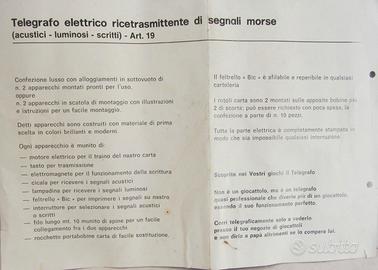 Telegrafo elettrico ricetrasmittente di segnali morse
(acustici - luminosi - scritti) - Art. 19
Confezione lusso con alloggiamenti in sottovuoto di
n. 2 apparecchi montati pronti per l'uso.
oppure
n. 2 apparecchi in scatola di montaggio con illustrazioni
e istruzioni per un facile montaggio.
Detti apparecchi sono costruiti con materiale di prima
scelta in colori brillanti e moderni.
Ogni apparecchio è munito di:
— motore elettrico per il traino del nastro carta
— tasto per trasmissione
— elettromagnete per il funzionamento della scrittura
— cicala per ricevere i segnali acustici
— lampadina per ricevere i segnali luminosi
— feltrello « Bic » per imprimere i segnali su nastro
— interruttore per selezionare i segnali acustici
o scritti
— filo lungo mt. 10 munito di spine per un facile
collegamento fra i due apparecchi
— rocchetto portabobine carta di facile sostituzione.
Il feltrello « Bic » è sfilabile e reperibile in qualsiasi
cartoleria
I rotoli carta sono 2 montati sulle apposite bobine più
2 di scorta; può essere richiesto con poca spesa, la
confezione a parte di n. 10 pezzi.
Tutta la parte elettrica è completamente stampata in
modo che sia impossibile qualsiasi interruzione.
Scoprite nei Vostri giochi il Telegrafo
Non è un giocattolo, ma è un telegrafo
quasi professionale che diverte più di un giocattolo,
essendo il suo funzionamento perfetto.
Corri telegraficamente solo a vederlo
presso il tuo negozio di giocattoli
e non dirlo a papà altrimenti se lo compera lui.
subito